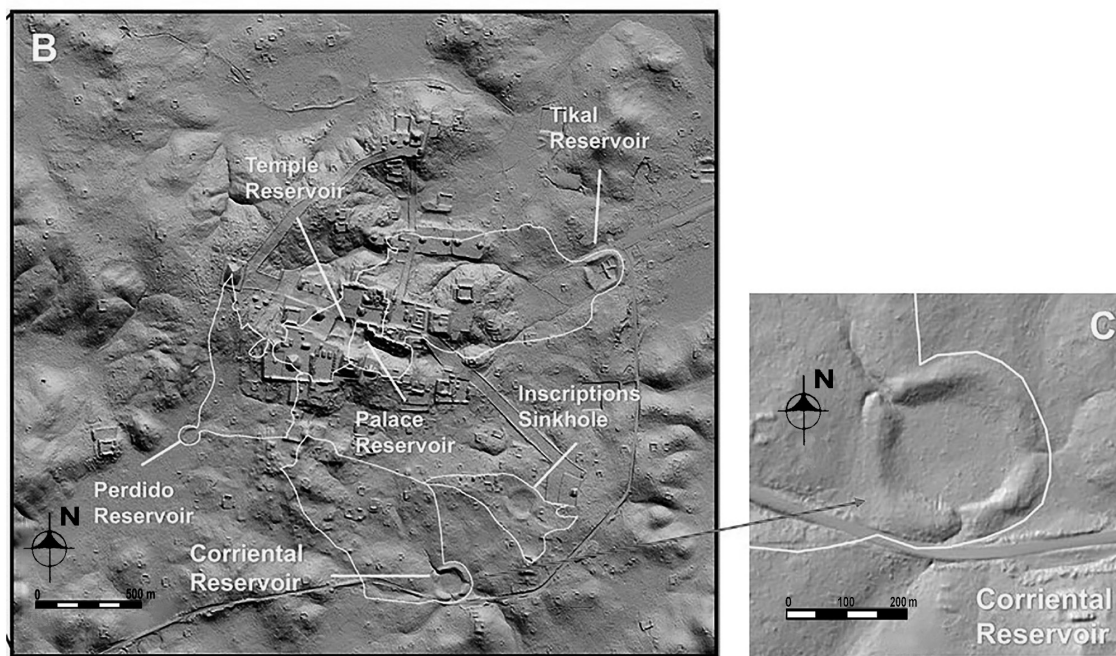 B
Tikal
Reservoir
Temple
Reservoir
Inscriptions
Sinkhole
Palace
Reservoir
Perdido
Reservoir
N
Corriental
Reservoir
0 500 m
C
N
0 100 200 m
Corriental
Reservoir